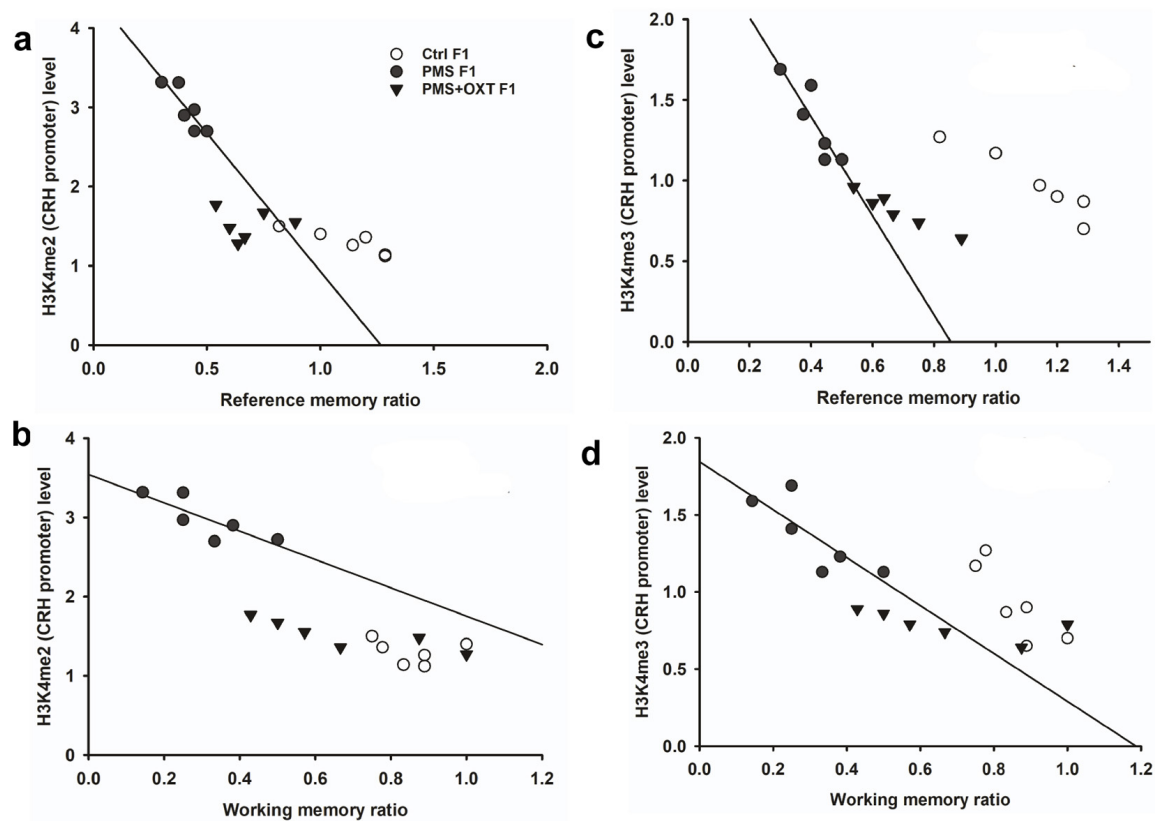 a
H3K4me2 (CRH promoter) level
4
3
2
1
0
0.0 0.5 1.0 1.5 2.0
Reference memory ratio
Ctrl F1
PMS F1
PMS+OXT F1
c
H3K4me3 (CRH promoter) level
2.0
1.5
1.0
0.5
0.0
0.0 0.2 0.4 0.6 0.8 1.0 1.2 1.4
Reference memory ratio
b
H3K4me2 (CRH promoter) level
4
3
2
1
0
0.0 0.2 0.4 0.6 0.8 1.0 1.2
Working memory ratio
d
H3K4me3 (CRH promoter) level
2.0
1.5
1.0
0.5
0.0
0.0 0.2 0.4 0.6 0.8 1.0 1.2
Working memory ratio